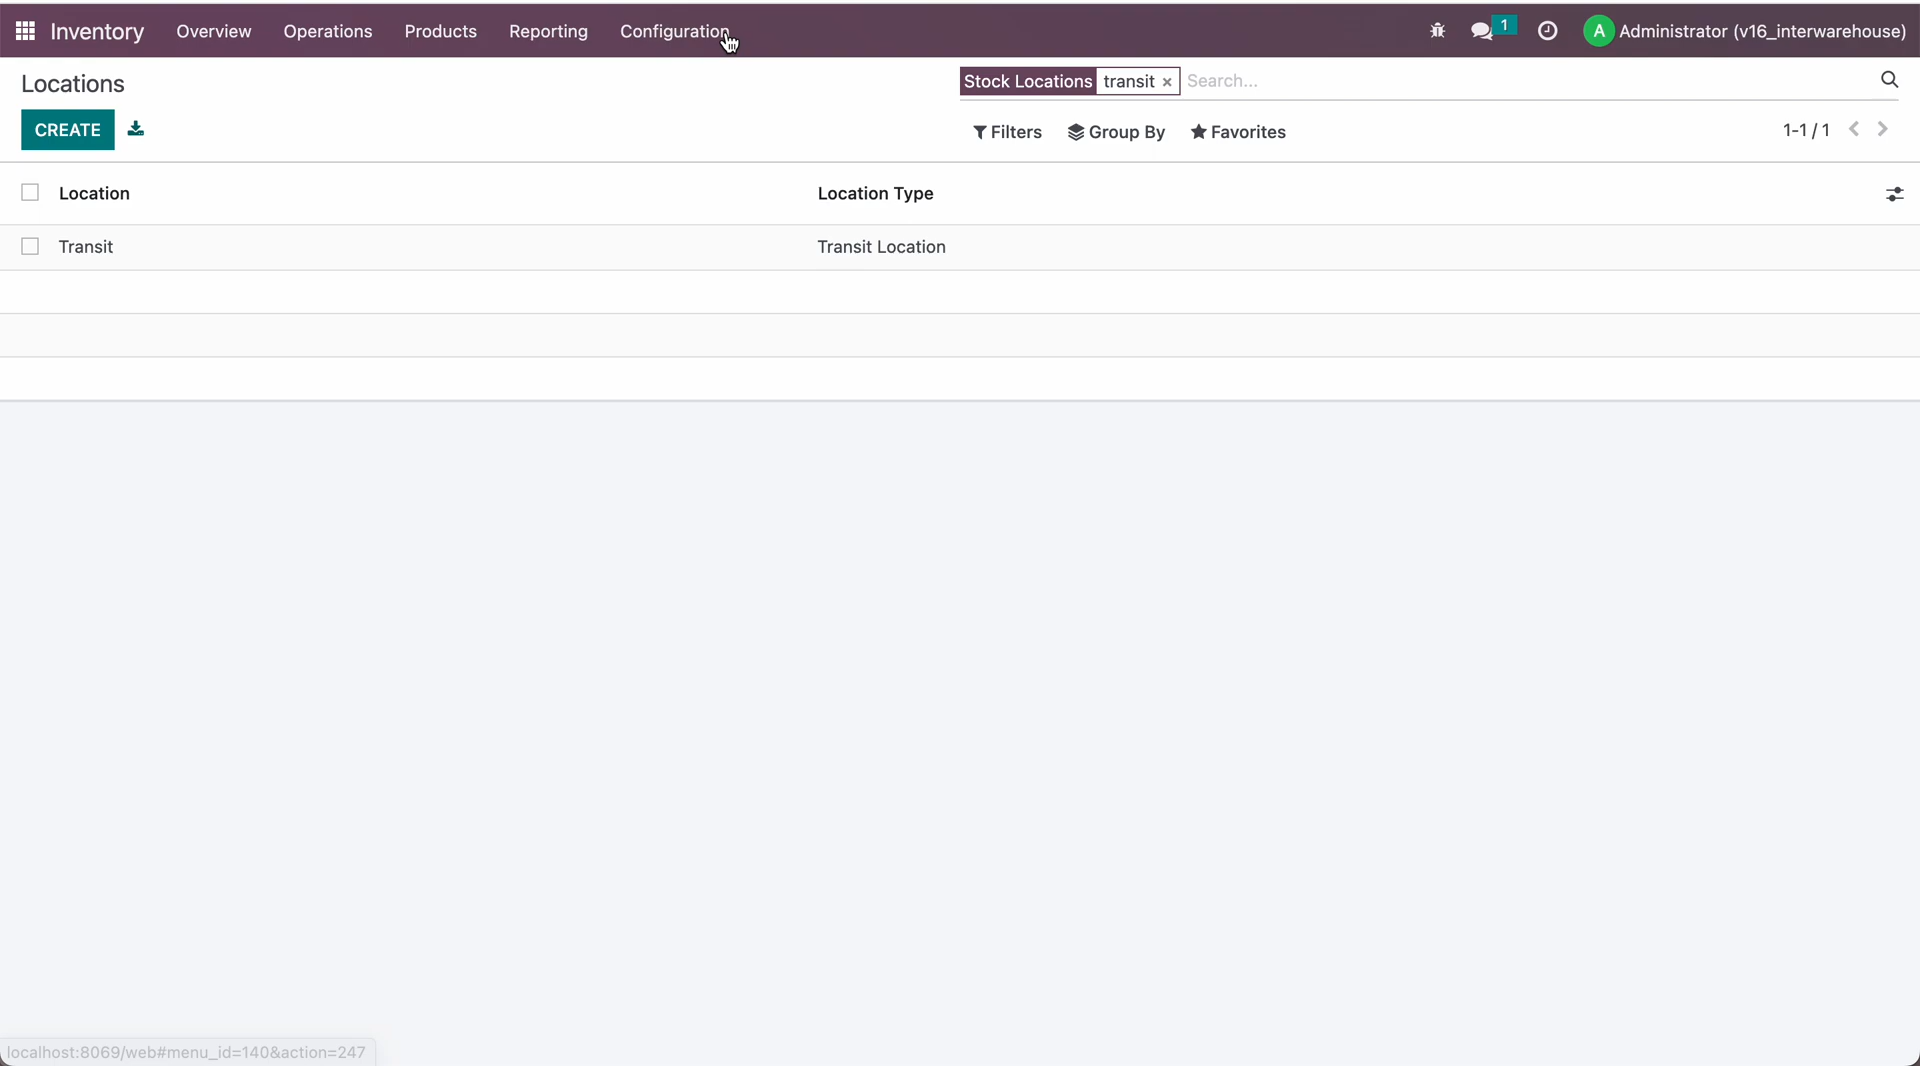 Inventory Overview Operations Products Reporting Configuration 1 A Administrator (v16_interwarehouse)
Locations Stock Locations transit × Search...
CREATE Filters Group By Favorites 1-1 / 1
Location Location Type
Transit Transit Location
localhost:8069/web#menu_id=140&action=247